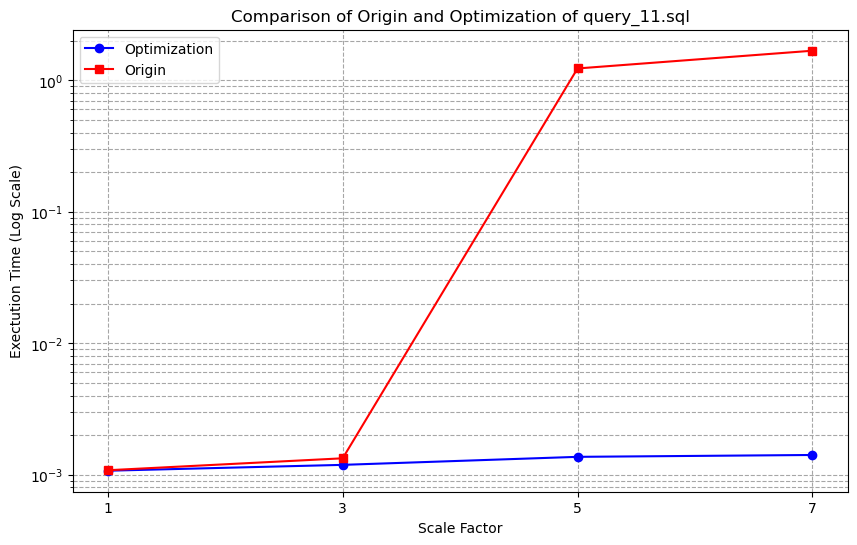 Comparison of Origin and Optimization of query_11.sql
Optimization
Origin
10⁰
10⁻¹
10⁻²
10⁻³
Exectution Time (Log Scale)
1 3 5 7
Scale Factor